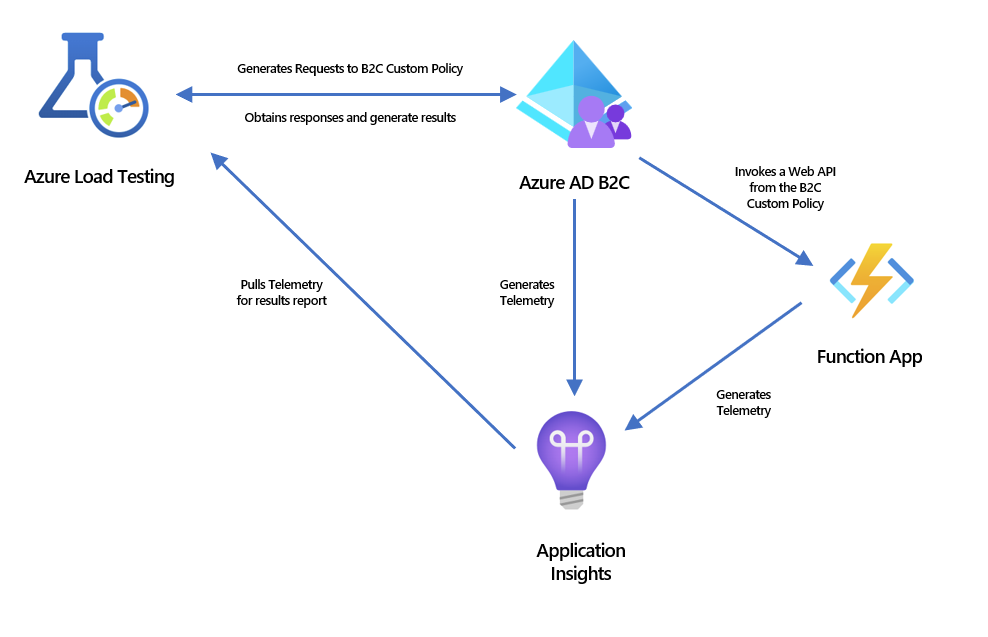 Generates Requests to B2C Custom Policy
Obtains responses and generate results
Azure Load Testing
Azure AD B2C
Invokes a Web API
from the B2C
Custom Policy
Pulls Telemetry
for results report
Generates
Telemetry
Function App
Generates
Telemetry
Application
Insights